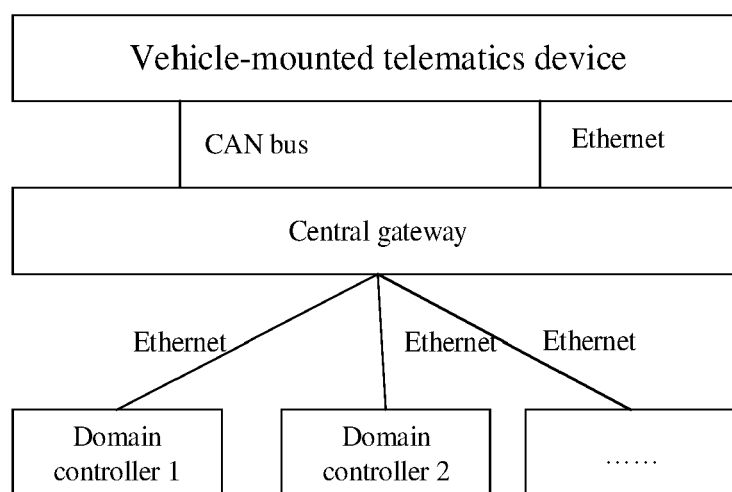 Vehicle-mounted telematics device
CAN bus
Ethernet
Central gateway
Ethernet
Ethernet
Ethernet
Domain
controller 1
Domain
controller 2
……